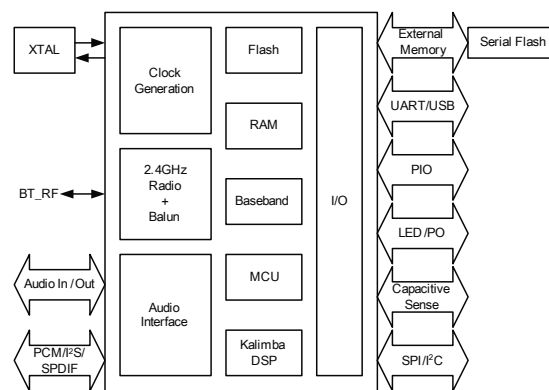 XTAL
Clock
Generation
Flash
External
Memory
Serial Flash
UART/USB
RAM
2.4GHz
Radio
+
Balun
BT_RF
Baseband
I/O
PIO
LED/PO
Audio In/Out
Audio
Interface
MCU
Capacitive
Sense
PCM/I²S/
SPDIF
Kalimba
DSP
SPI/I²C